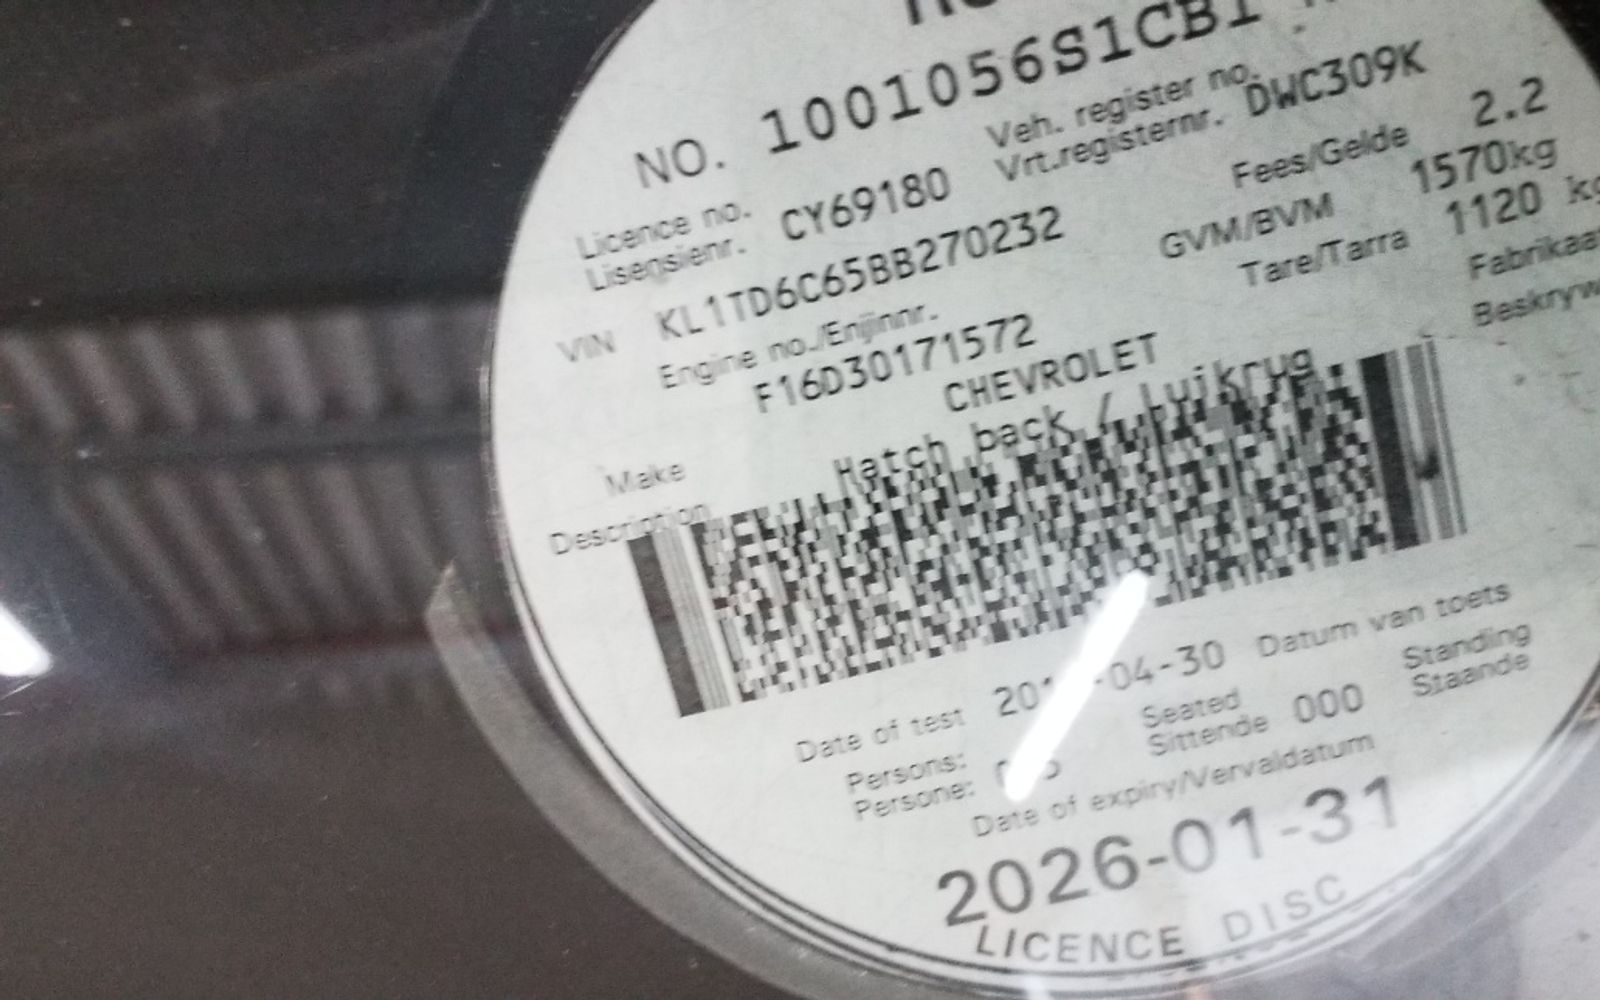 NO. 1001056S1CB1
Veh. register no.
Vrt.registernr. DWC309K
Licence no.
Lisensienr. CY69180
Fees/Gelde 2.2
VIN KL1TD6C65BB270232
GVM/BVM 1570kg
Engine no./Enjinnr.
Tare/Tarra 1120 kg
F16D30171572
Make CHEVROLET
Description Hatch back / Luikrug
Date of test -04-30 Datum van toets
Persons: Seated Standing
Persone: Sittende 000 Staande
Date of expiry/Vervaldatum
2026-01-31
LICENCE DISC